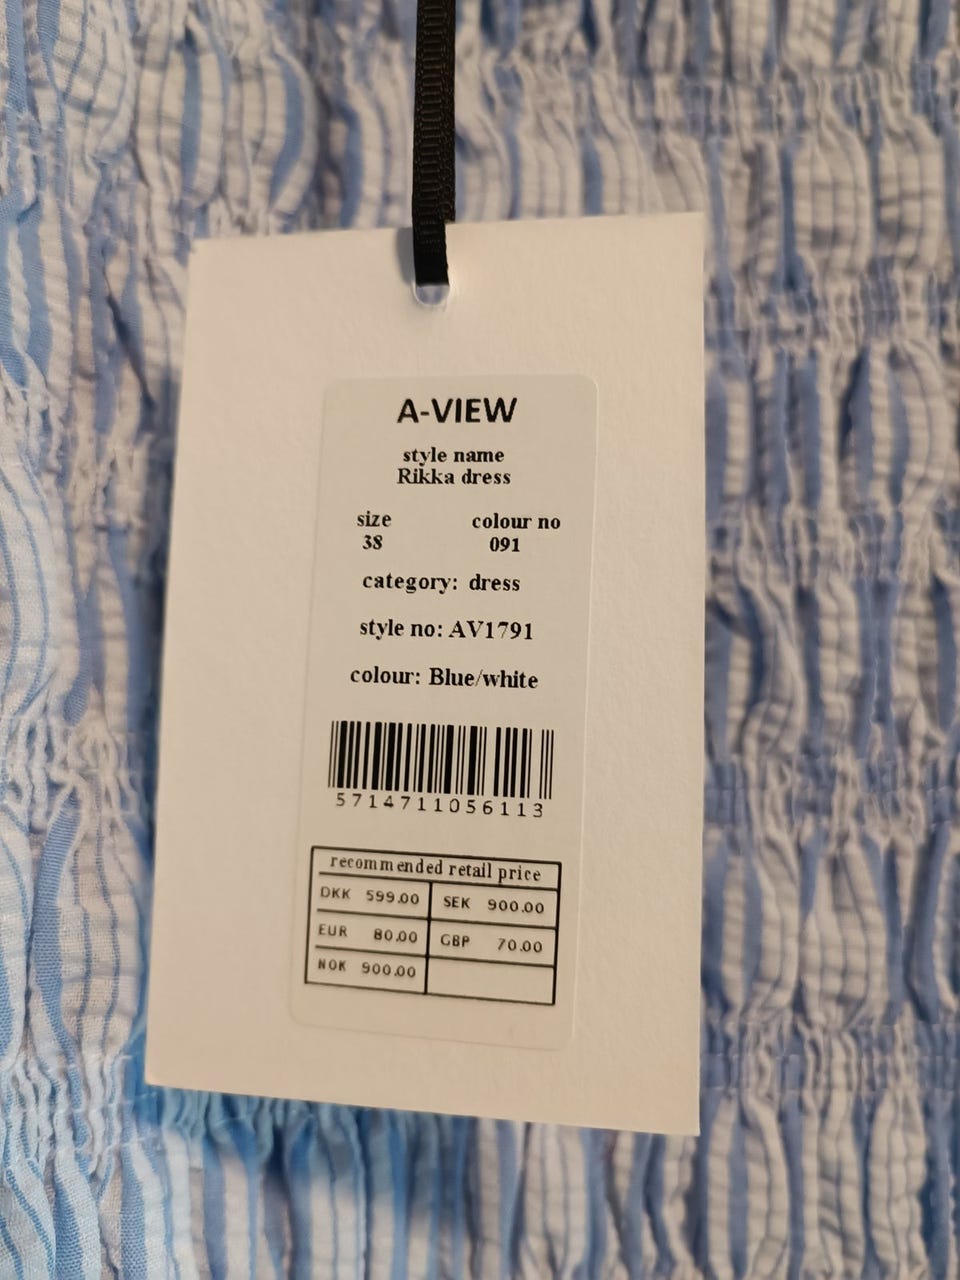 A-VIEW
style name
Rikka dress
size colour no
38 091
category: dress
style no: AV1791
colour: Blue/white
5714711056113
recommended retail price
DKK 599.00 SEK 900.00
EUR 80.00 GBP 70.00
NOK 900.00